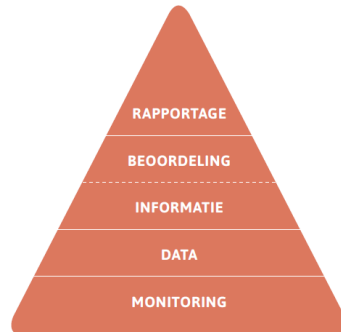 RAPPORTAGE
BEOORDELING
INFORMATIE
DATA
MONITORING